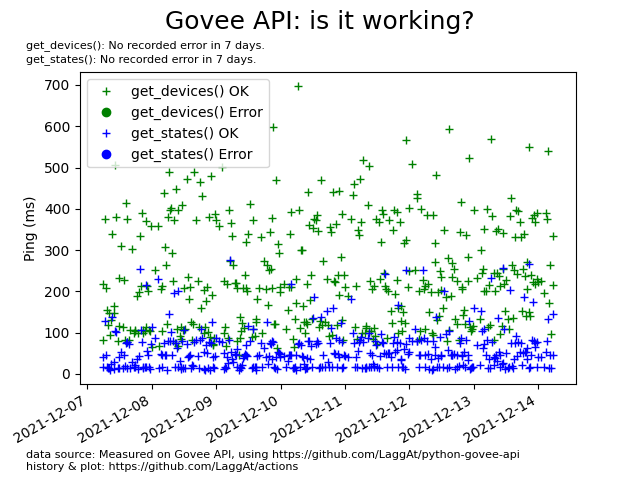 Govee API: is it working?
get_devices(): No recorded error in 7 days.
get_states(): No recorded error in 7 days.
get_devices() OK
get_devices() Error
get_states() OK
get_states() Error
Ping (ms)
700
600
500
400
300
200
100
0
2021-12-07
2021-12-08
2021-12-09
2021-12-10
2021-12-11
2021-12-12
2021-12-13
2021-12-14
data source: Measured on Govee API, using https://github.com/LaggAt/python-govee-api
history & plot: https://github.com/LaggAt/actions